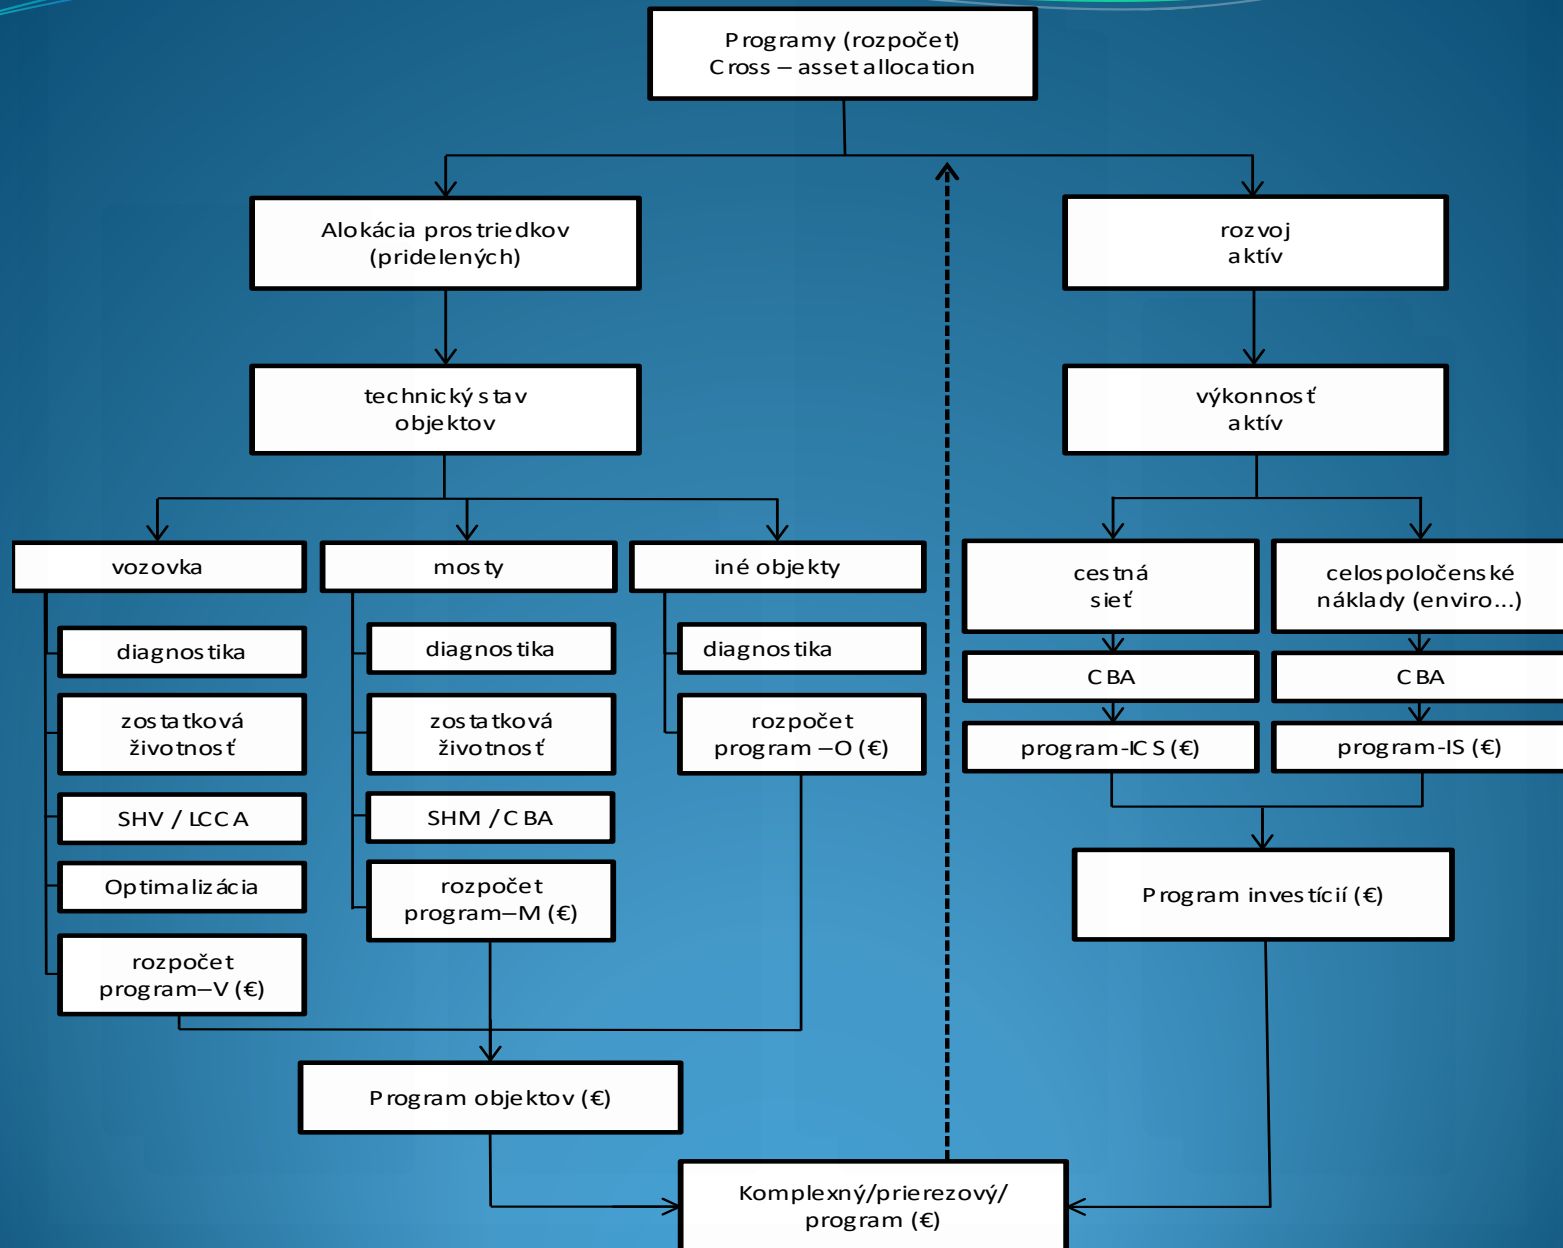 Programy (rozpočet)
Cross – asset allocation
Alokácia prostriedkov
(pridelených)
rozvoj
aktív
technický stav
objektov
výkonnosť
aktív
vozovka
mosty
iné objekty
cestná
sieť
celospoločenské
náklady (enviro...)
diagnostika
diagnostika
diagnostika
CBA
CBA
zostatková
životnosť
zostatková
životnosť
rozpočet
program –O (€)
program-ICS (€)
program-IS (€)
SHV / LCCA
SHM / CBA
Optimalizácia
rozpočet
program–M (€)
Program investícií (€)
rozpočet
program–V (€)
Program objektov (€)
Komplexný/prierezový/
program (€)